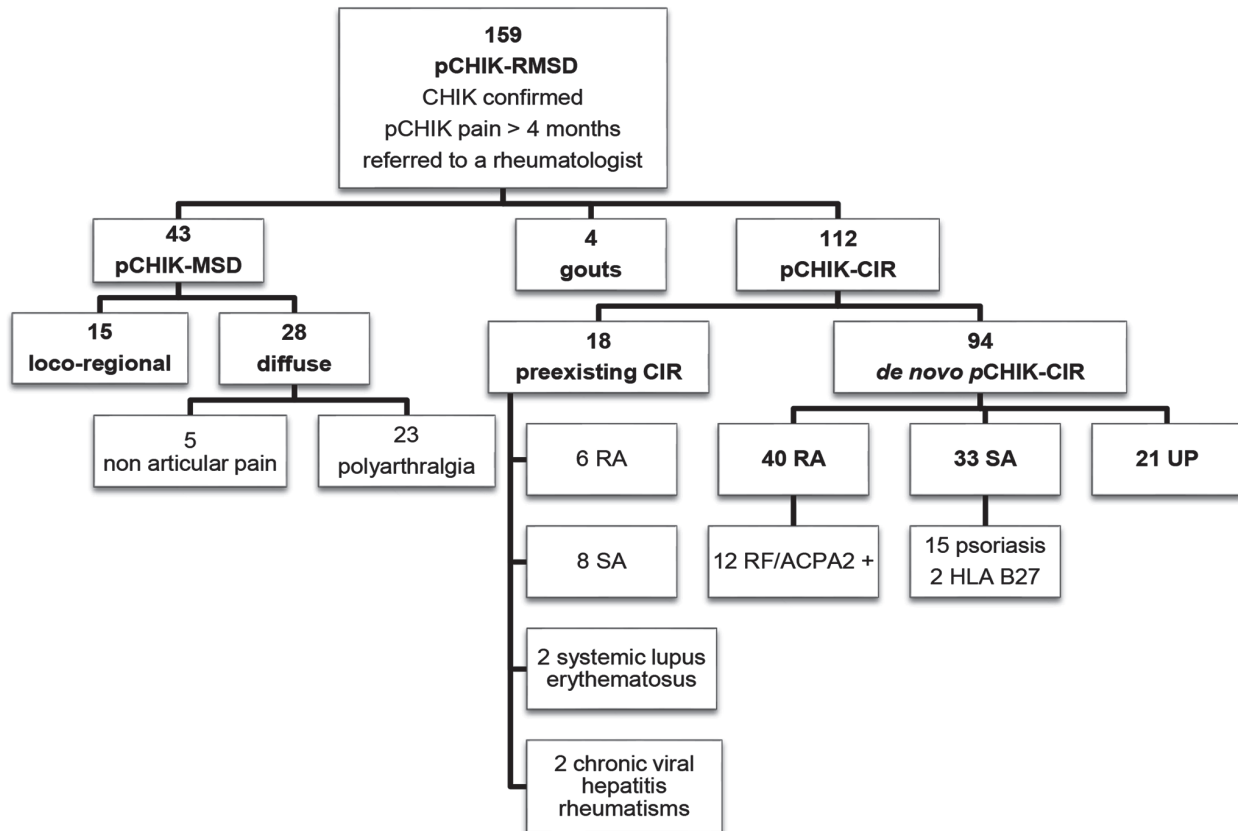 159
pCHIK-RMSD
CHIK confirmed
pCHIK pain > 4 months
referred to a rheumatologist
43
pCHIK-MSD
4
gouts
112
pCHIK-CIR
15
loco-regional
28
diffuse
18
preexisting CIR
94
de novo pCHIK-CIR
5
non articular pain
23
polyarthralgia
6 RA
40 RA
33 SA
21 UP
8 SA
12 RF/ACPA2 +
15 psoriasis
2 HLA B27
2 systemic lupus
erythematosus
2 chronic viral
hepatitis
rheumatisms